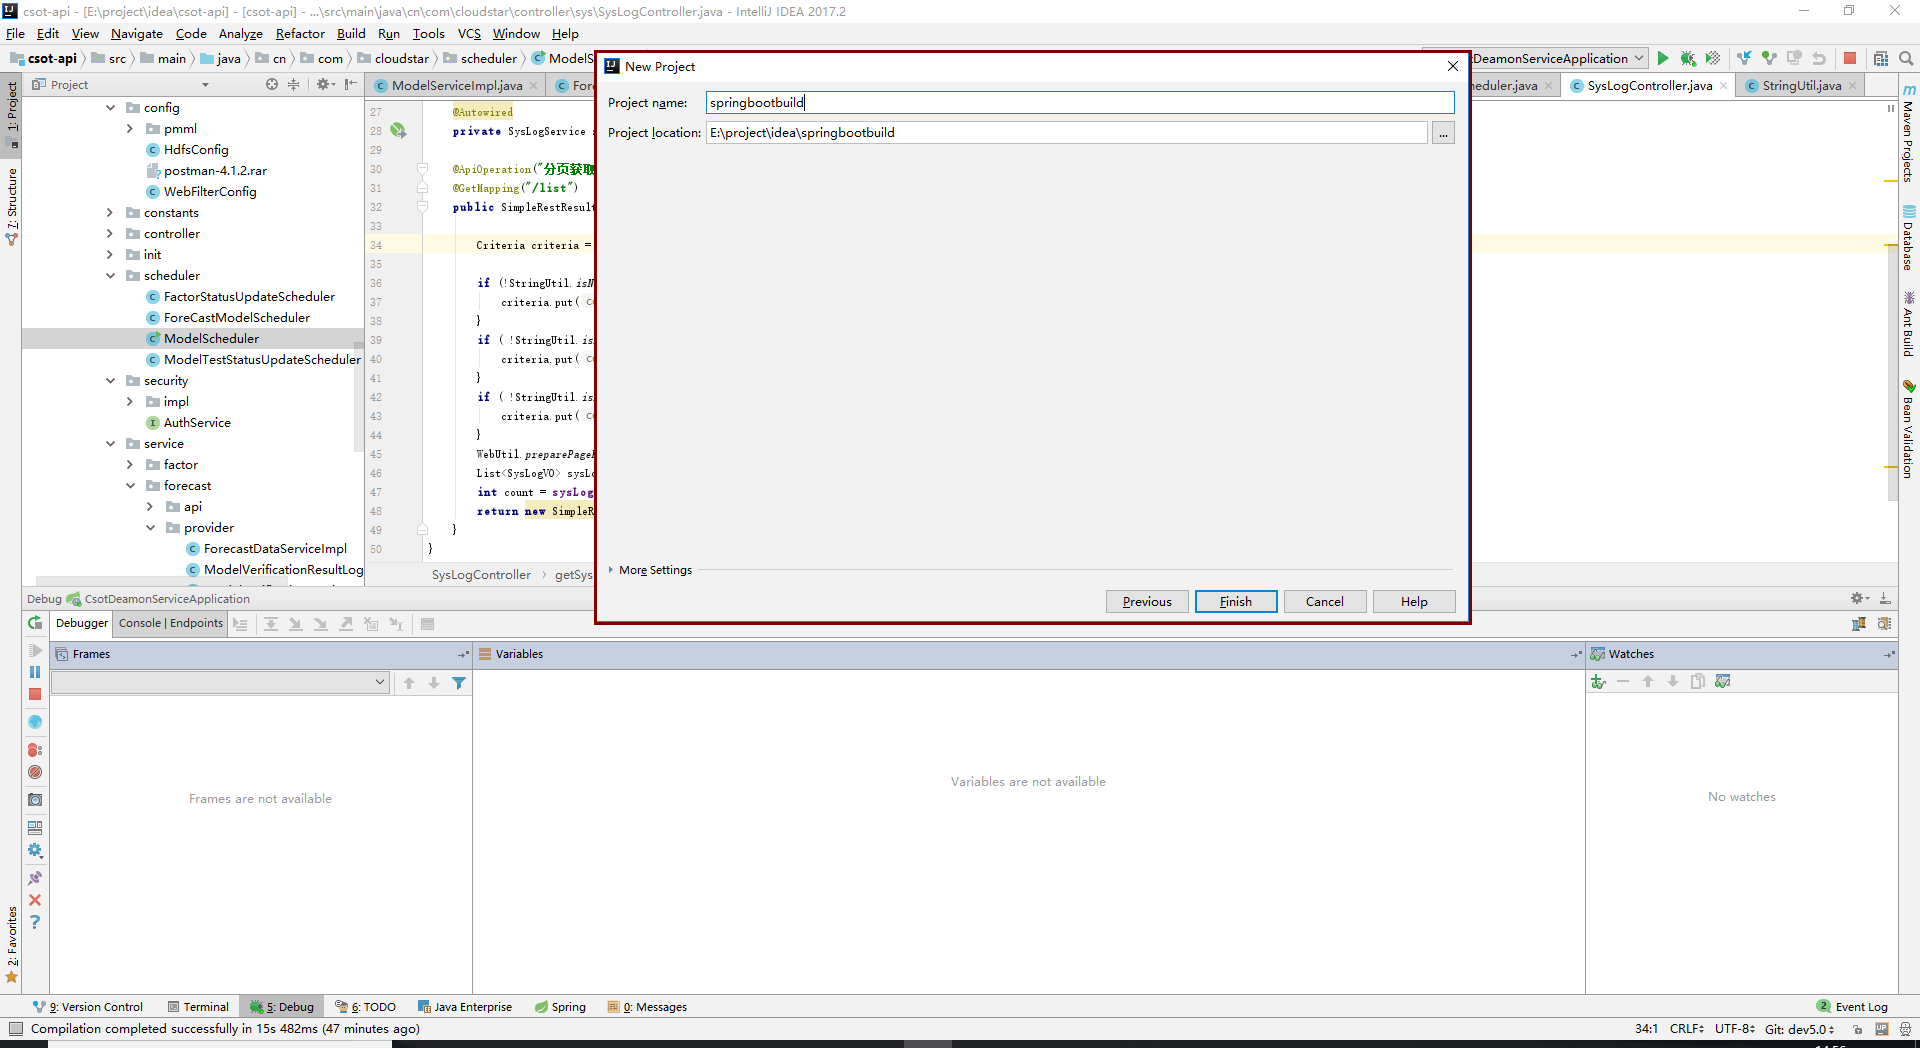 csot-api - [E:\project\idea\csot-api] - [csot-api] - ...\src\main\java\cn\com\cloudstar\controller\sys\SysLogController.java - IntelliJ IDEA 2017.2
File Edit View Navigate Code Analyze Refactor Build Run Tools VCS Window Help
csot-api src main java cn com cloudstar scheduler ModelS
DeamonServiceApplication
Project
ModelServiceImpl.java
For
heduler.java
SysLogController.java
StringUtil.java
1: Project
7: Structure
2: Favorites
config
pmml
HdfsConfig
postman-4.1.2.rar
WebFilterConfig
constants
controller
init
scheduler
FactorStatusUpdateScheduler
ForeCastModelScheduler
ModelScheduler
ModelTestStatusUpdateScheduler
security
impl
AuthService
service
factor
forecast
api
provider
ForecastDataServiceImpl
ModelVerificationResultLog
27 @Autowired
28 private SysLogService
29
30 @ApiOperation("分页获取
31 @GetMapping("/list")
32 public SimpleRestResul
33
34 Criteria criteria =
35
36 if (!StringUtil.isN
37 criteria.put(
38 }
39 if ( !StringUtil.is
40 criteria.put(
41 }
42 if ( !StringUtil.is
43 criteria.put(
44 }
45 WebUtil.preparePage
46 List<SysLogVO> sysLo
47 int count = sysLog
48 return new SimpleR
49 }
50 }
SysLogController getSys
New Project
Project name: springbootbuild
Project location: E:\project\idea\springbootbuild ...
More Settings
Previous Finish Cancel Help
Maven Projects
Database
Ant Build
Bean Validation
Debug CsotDeamonServiceApplication
Debugger Console | Endpoints
Frames
Variables
Watches
Frames are not available
Variables are not available
No watches
9: Version Control Terminal 5: Debug 6: TODO Java Enterprise Spring 0: Messages 2 Event Log
Compilation completed successfully in 15s 482ms (47 minutes ago) 34:1 CRLF UTF-8 Git: dev5.0